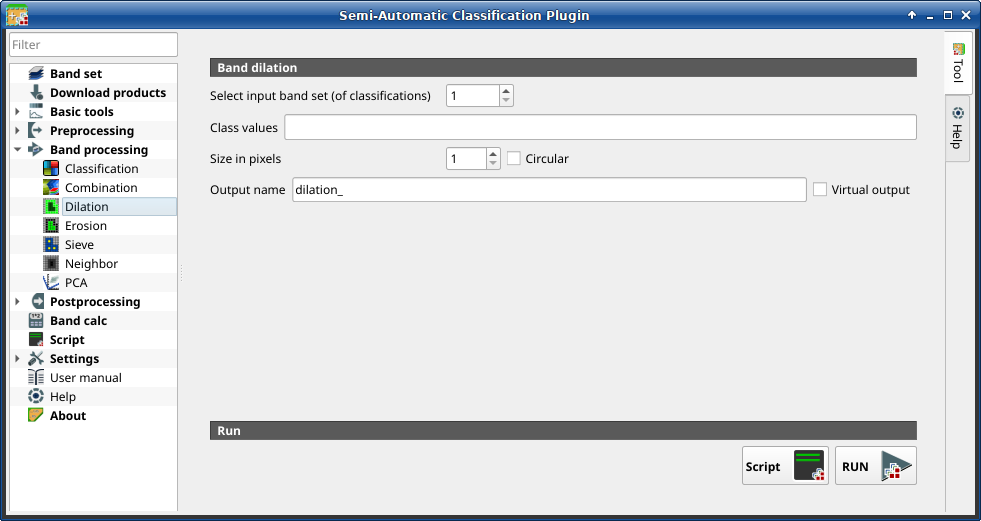 Semi-Automatic Classification Plugin
Filter
Band set
Download products
Basic tools
Preprocessing
Band processing
Classification
Combination
Dilation
Erosion
Sieve
Neighbor
PCA
Postprocessing
Band calc
Script
Settings
User manual
Help
About
Band dilation
Select input band set (of classifications) 1
Class values
Size in pixels 1 Circular
Output name dilation_ Virtual output
Run
Script RUN
Tool
Help